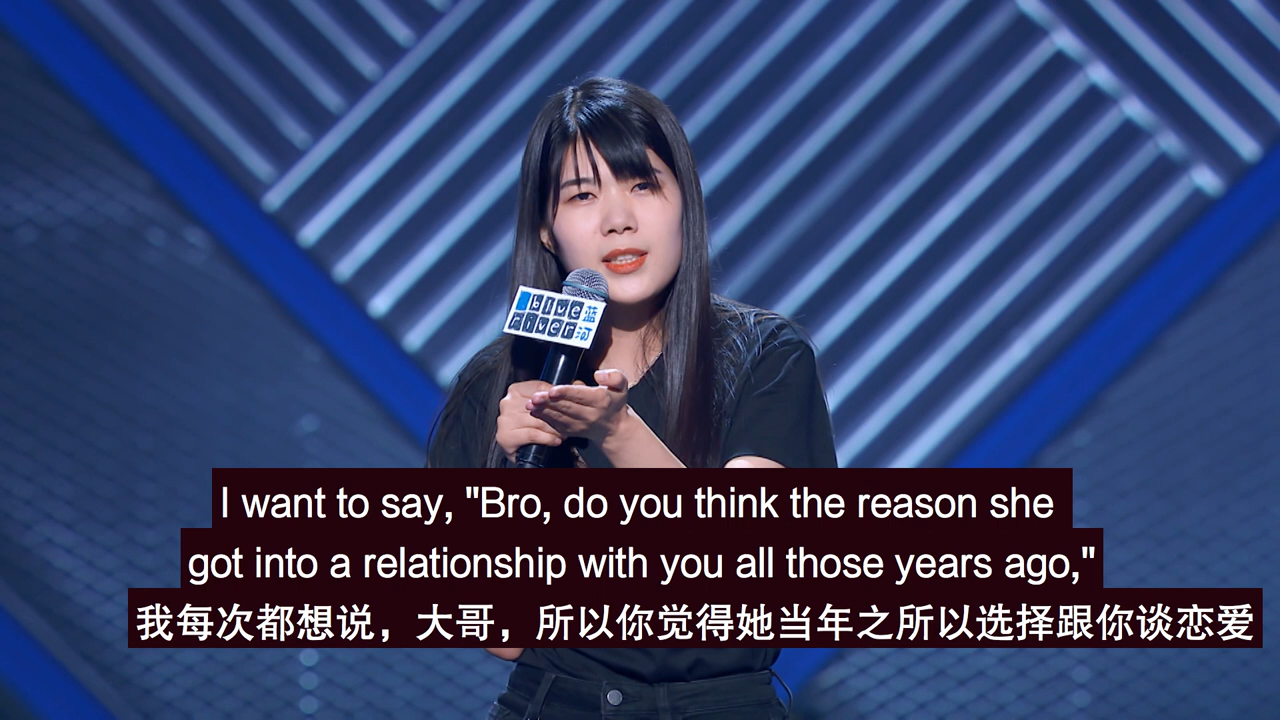 blue 蓝
river 河
I want to say, "Bro, do you think the reason she
got into a relationship with you all those years ago,"
我每次都想说，大哥，所以你觉得她当年之所以选择跟你谈恋爱